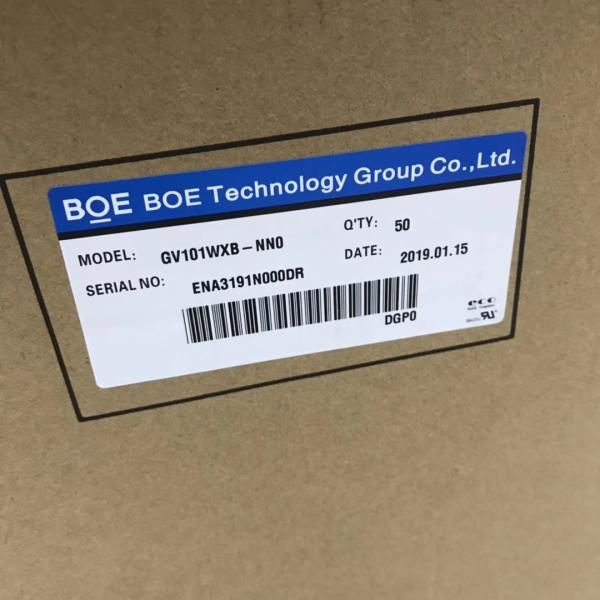 BOE BOE Technology Group Co.,Ltd.
MODEL: GV101WXB-NN0 Q'TY: 50
SERIAL NO: ENA3191N000DR DATE: 2019.01.15
DGP0
eco